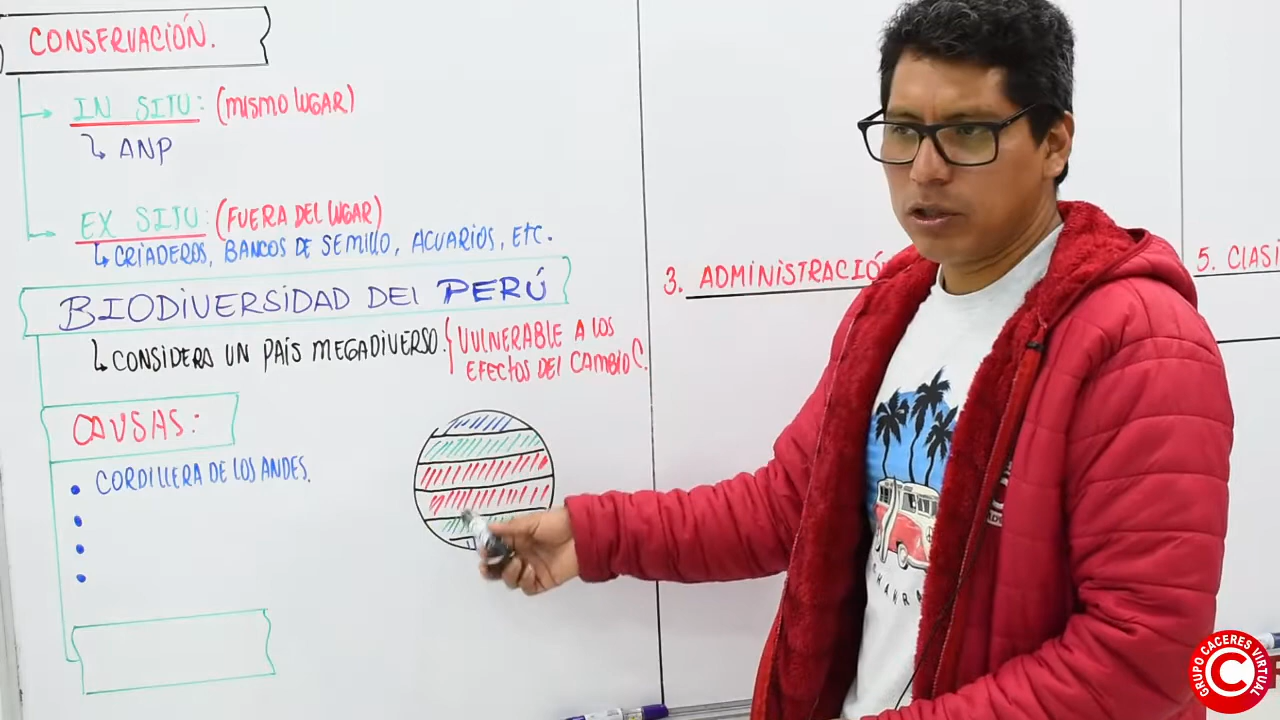 CONSERVACIÓN.
IN SITU: (MISMO LUGAR)
ANP
EX SITU: (FUERA DEL LUGAR)
CRIADEROS, BANCOS DE SEMILLO, ACUARIOS, ETC.
BIODIVERSIDAD DEL PERÚ
CONSIDERA UN PAÍS MEGADIVERSO.
VULNERABLE A LOS
EFECTOS DEL CAMBIO C.
CAUSAS:
CORDILLERA DE LOS ANDES.
3. ADMINISTRACIÓ
5. CLASI
GRUPO CACERES VIRTUAL
C